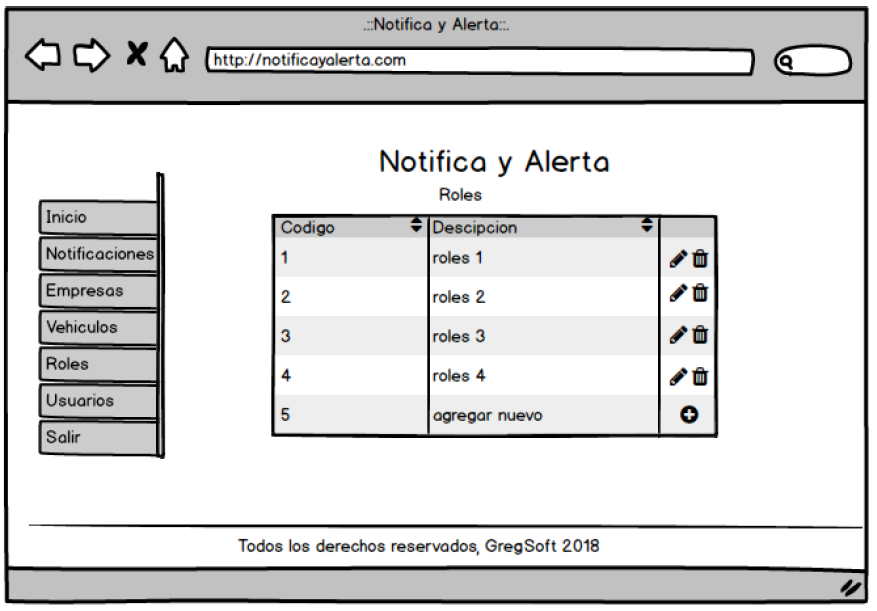 .::Notifica y Alerta::.
http://notificayalerta.com
Notifica y Alerta
Roles
Inicio
Notificaciones
Empresas
Vehiculos
Roles
Usuarios
Salir
Codigo Descipcion
1 roles 1
2 roles 2
3 roles 3
4 roles 4
5 agregar nuevo
Todos los derechos reservados, GregSoft 2018